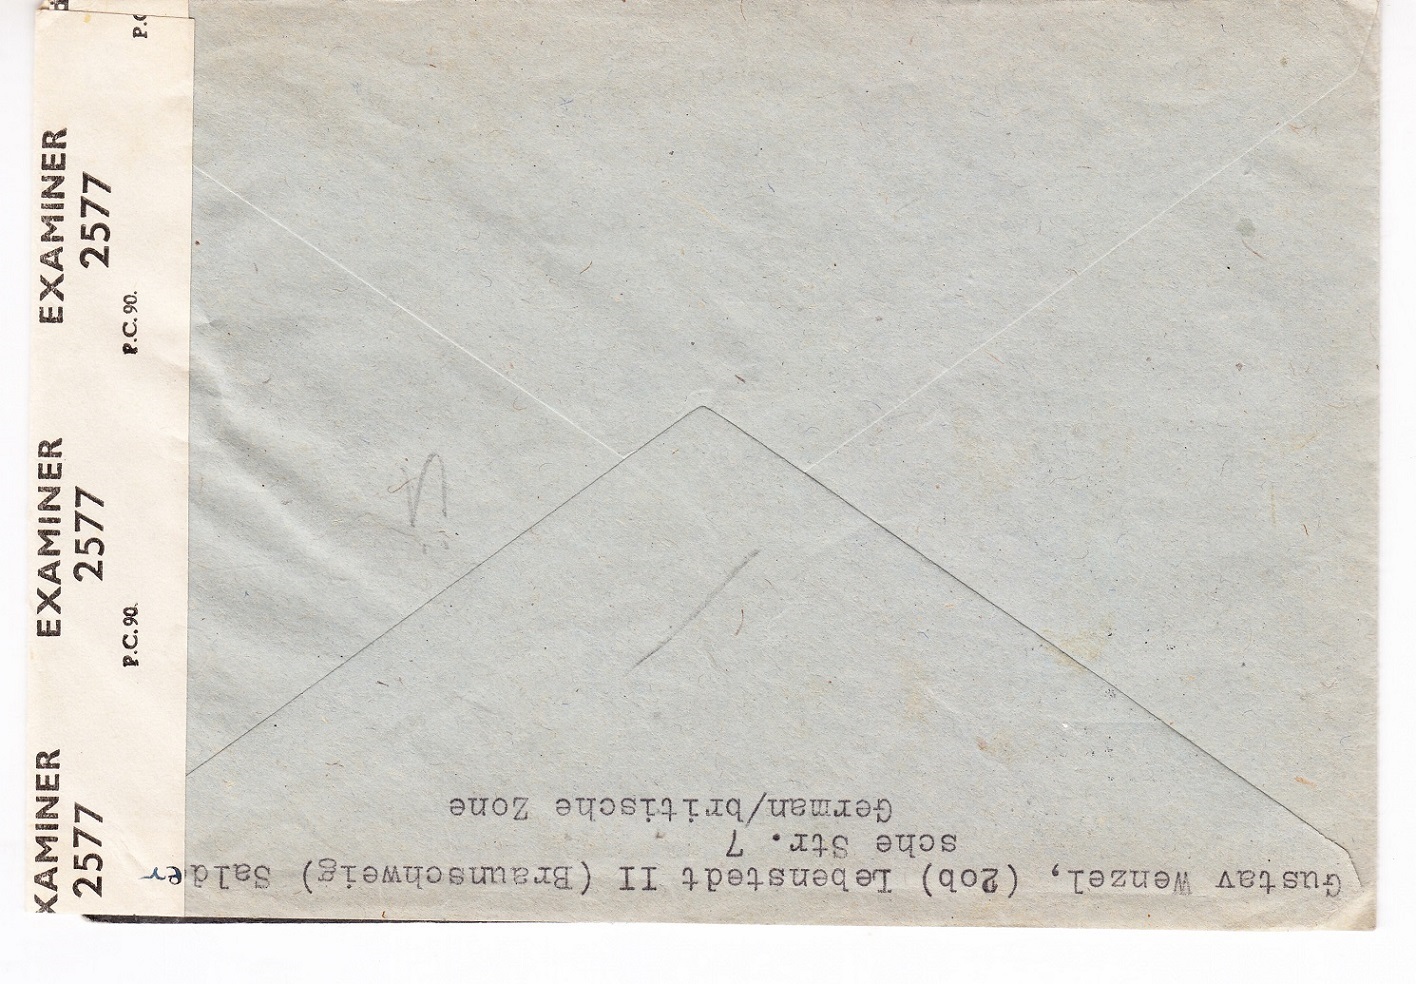 P.C
EXAMINER
2577
P.C. 90.
EXAMINER
2577
P.C. 90.
XAMINER
2577
Gustav Wenzel, (20b) Lebenstedt II (Braunschweig) Salder
sche Str. 7
German/britische Zone